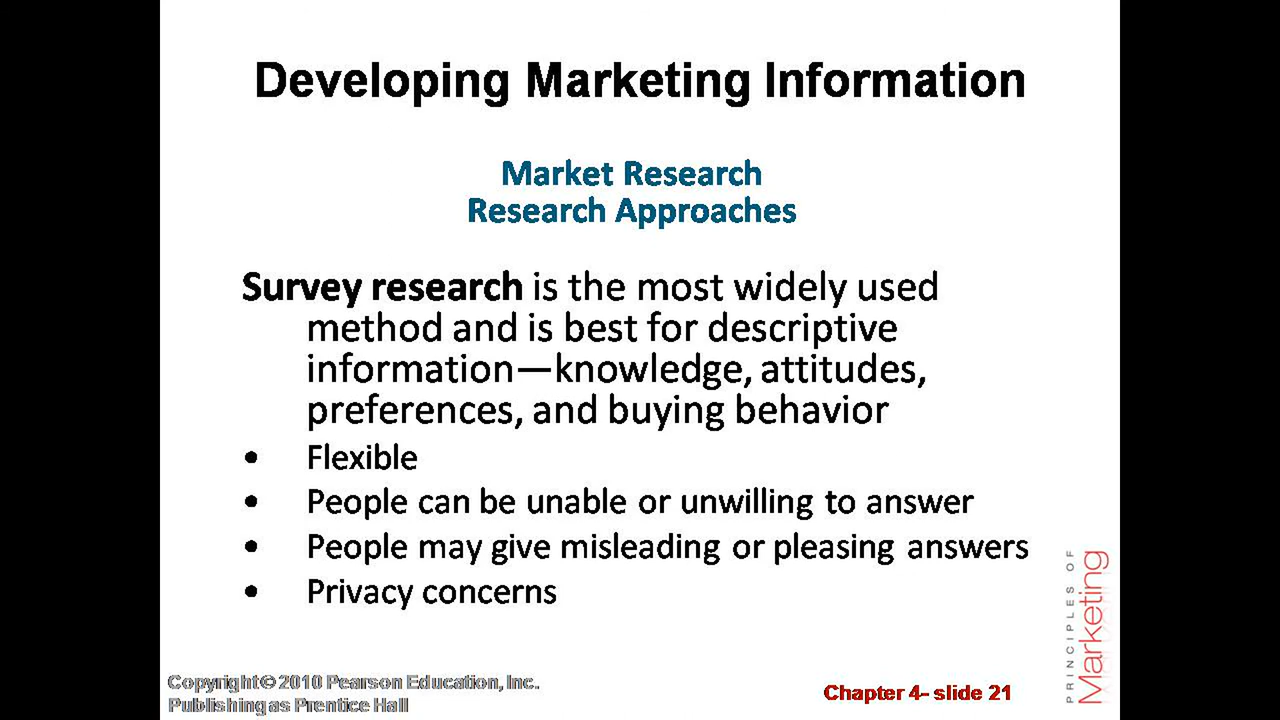 Developing Marketing Information
Market Research
Research Approaches
Survey research is the most widely used
method and is best for descriptive
information—knowledge, attitudes,
preferences, and buying behavior
• Flexible
• People can be unable or unwilling to answer
• People may give misleading or pleasing answers
• Privacy concerns
PRINCIPLES OF
Marketing
Copyright © 2010 Pearson Education, Inc.
Publishing as Prentice Hall
Chapter 4- slide 21